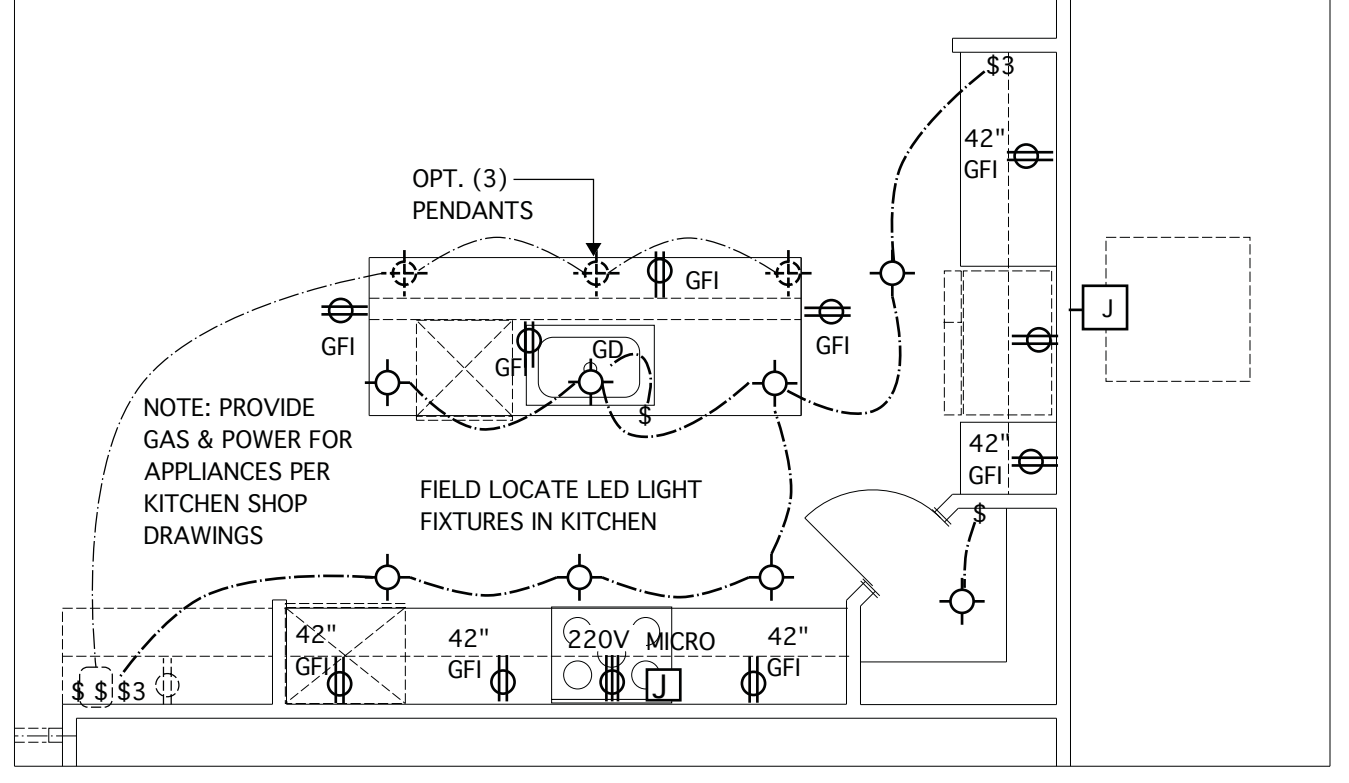 $3
42"
GFI
OPT. (3)
PENDANTS
GFI
J
GFI
GFI
GFI
GD
$
NOTE: PROVIDE
GAS & POWER FOR
APPLIANCES PER
KITCHEN SHOP
DRAWINGS
42"
GFI
FIELD LOCATE LED LIGHT
FIXTURES IN KITCHEN
$
42"
GFI
42"
GFI
220V
MICRO
J
42"
GFI
$ $ $3